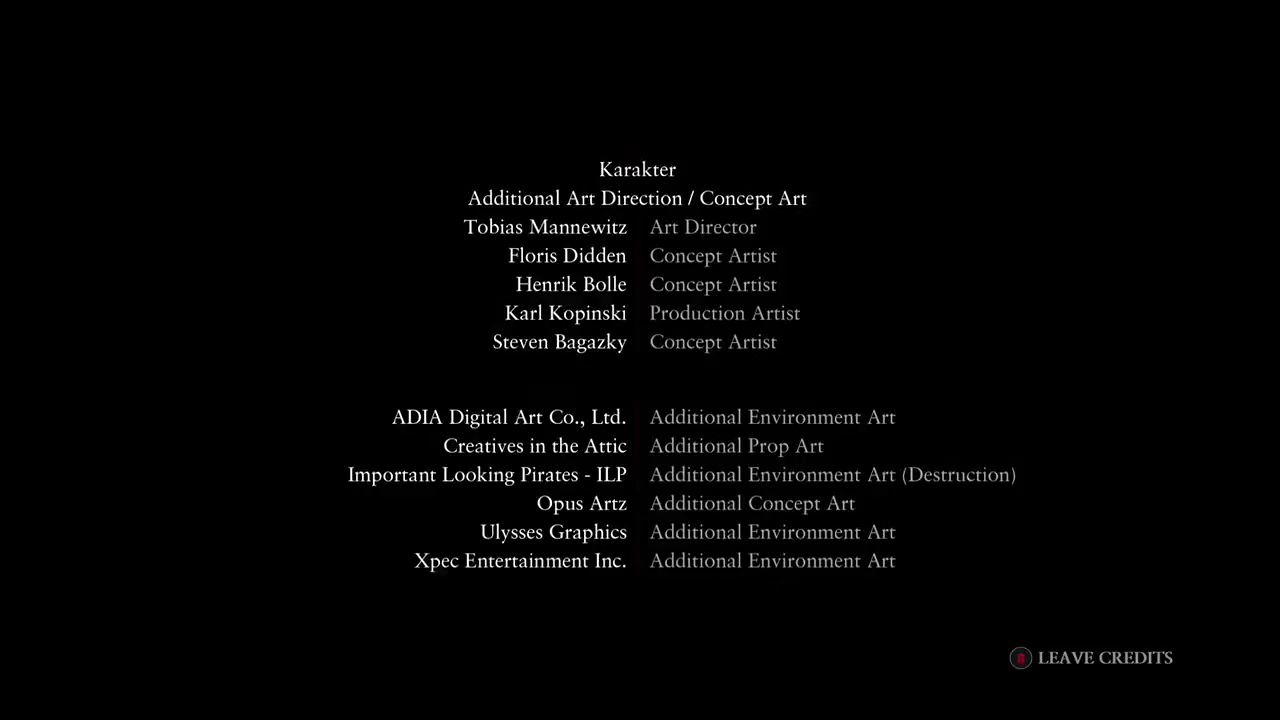 Karakter
Additional Art Direction / Concept Art
Tobias Mannewitz Art Director
Floris Didden Concept Artist
Henrik Bolle Concept Artist
Karl Kopinski Production Artist
Steven Bagazky Concept Artist
ADIA Digital Art Co., Ltd. Additional Environment Art
Creatives in the Attic Additional Prop Art
Important Looking Pirates - ILP Additional Environment Art (Destruction)
Opus Artz Additional Concept Art
Ulysses Graphics Additional Environment Art
Xpec Entertainment Inc. Additional Environment Art
LEAVE CREDITS